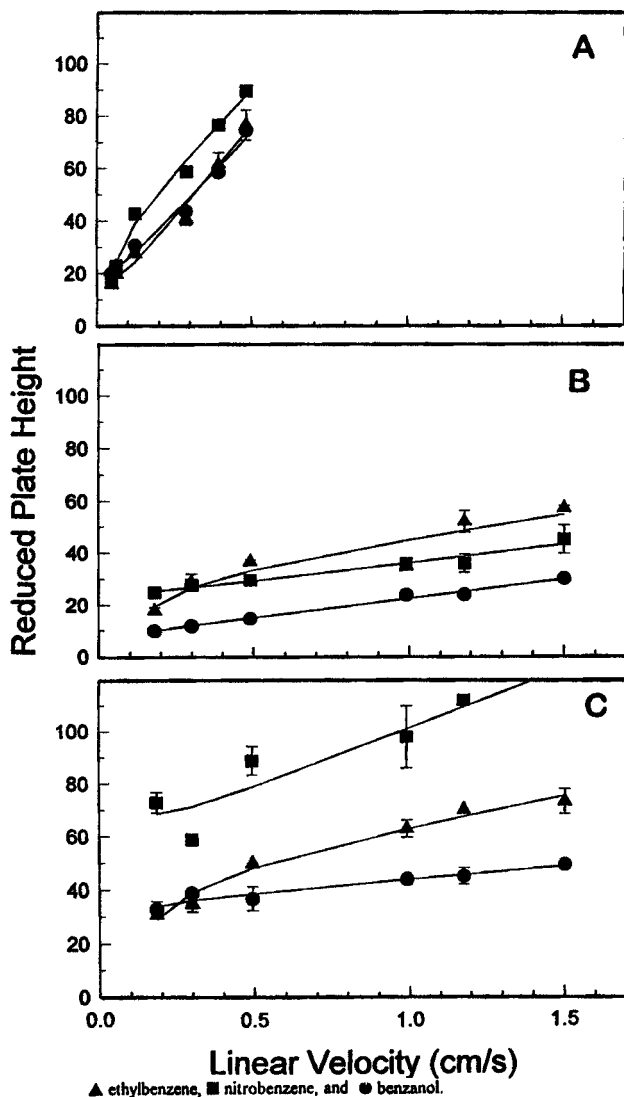 A
100
80
60
40
20
0
B
100
80
60
40
20
0
C
100
80
60
40
20
0
0.0 0.5 1.0 1.5
Reduced Plate Height
Linear Velocity (cm/s)
▲ ethylbenzene, ■ nitrobenzene, and ● benzanol.